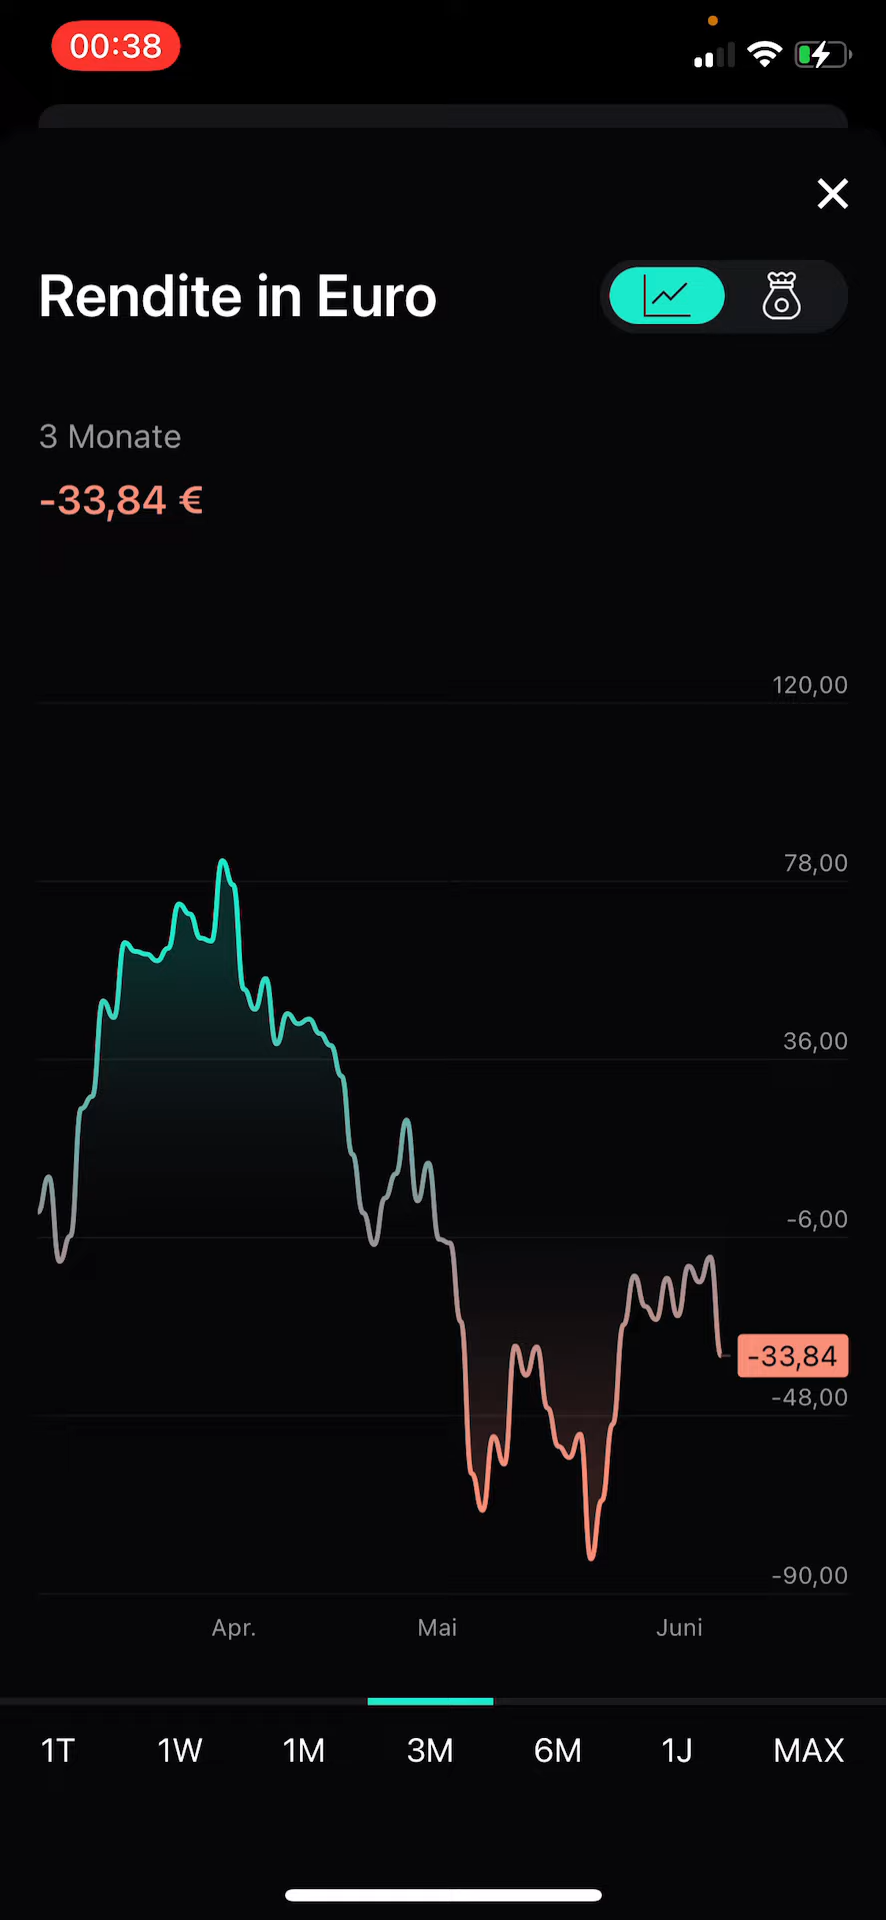 00:38
Rendite in Euro
3 Monate
-33,84 €
120,00
78,00
36,00
-6,00
-33,84
-48,00
-90,00
Apr. Mai Juni
1T 1W 1M 3M 6M 1J MAX